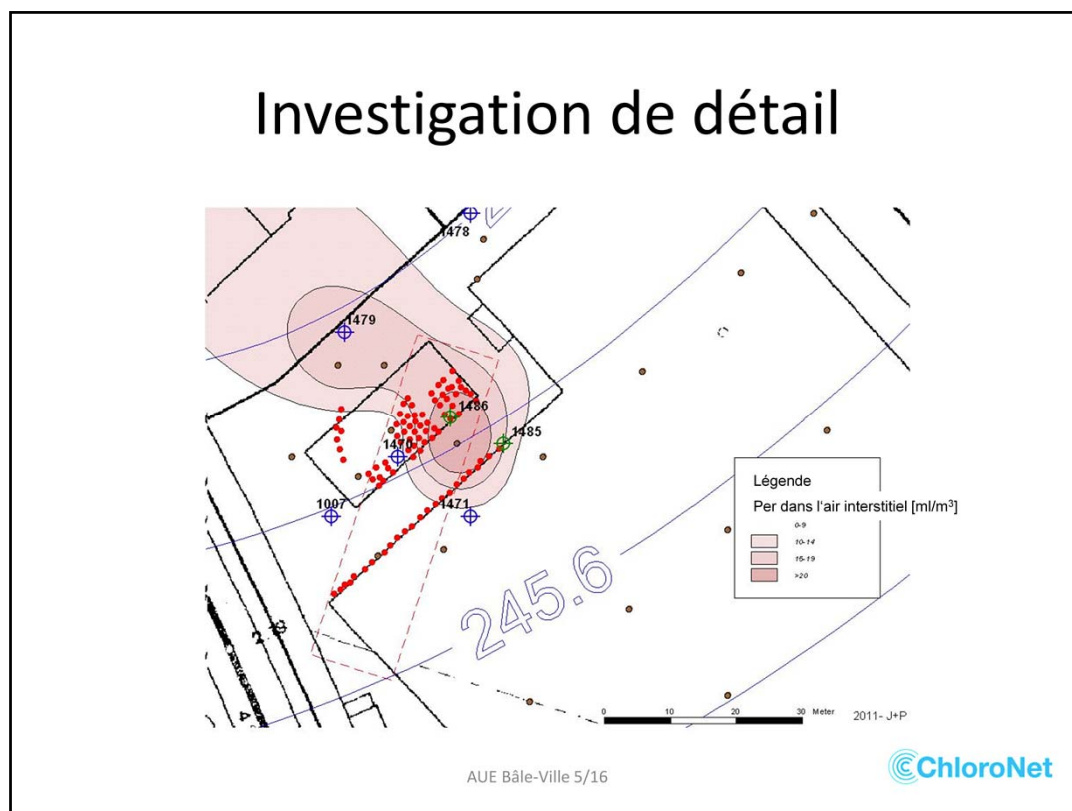 Investigation de détail
1478
1479
1486
1485
1470
1007
1471
245.6
Légende
Per dans l'air interstitiel [ml/m³]
0-9
10-14
15-19
>20
0 10 20 30 Meter
2011- J+P
AUE Bâle-Ville 5/16
ChloroNet